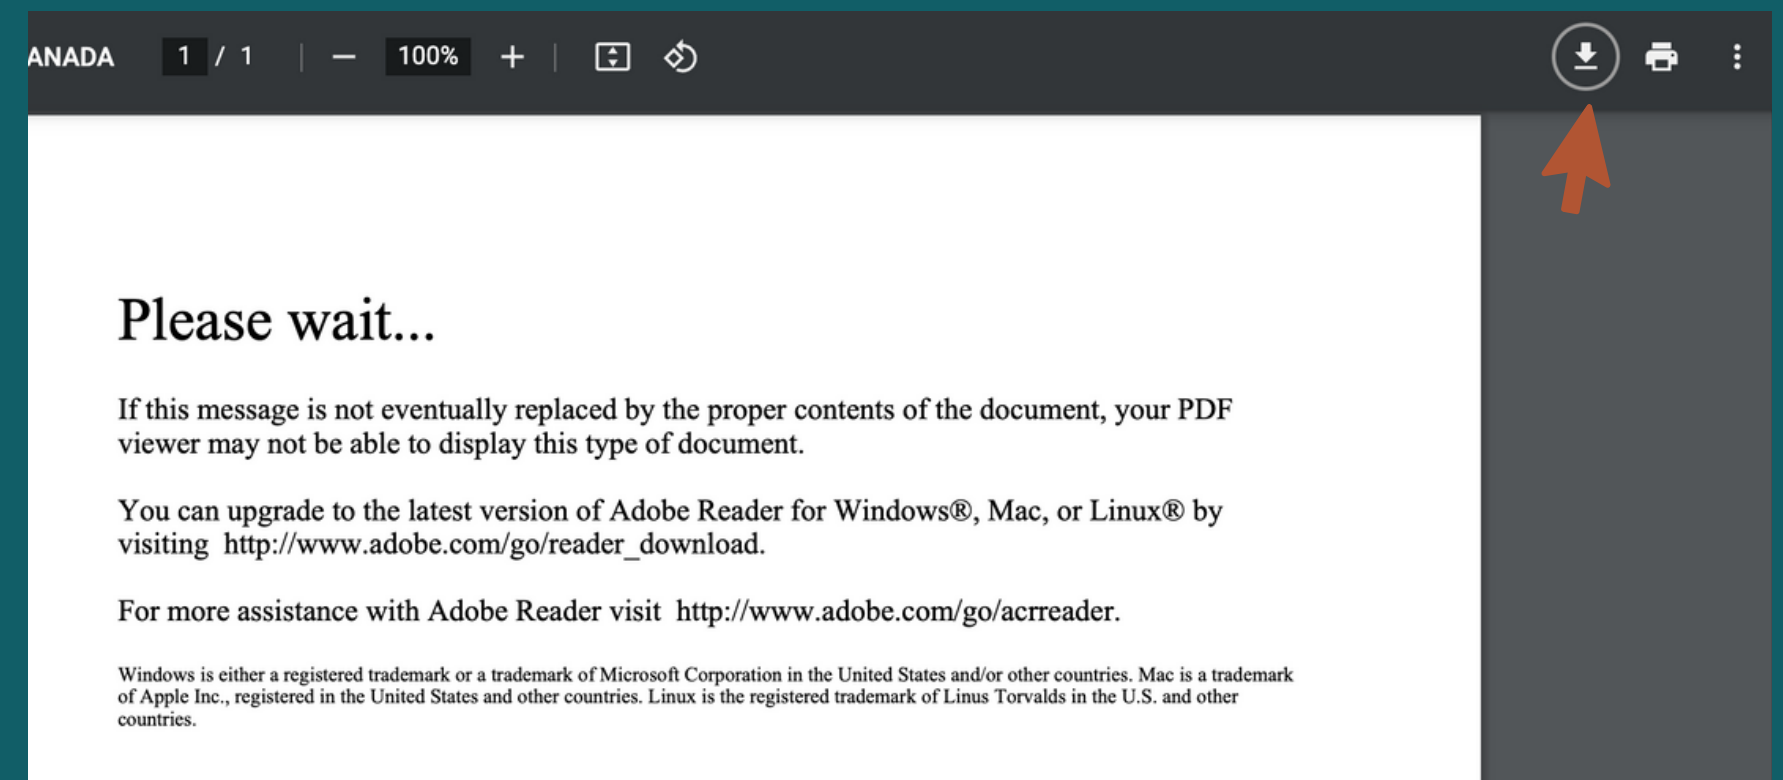 ANADA 1 / 1 100%
Please wait...
If this message is not eventually replaced by the proper contents of the document, your PDF
viewer may not be able to display this type of document.
You can upgrade to the latest version of Adobe Reader for Windows®, Mac, or Linux® by
visiting  http://www.adobe.com/go/reader_download.
For more assistance with Adobe Reader visit  http://www.adobe.com/go/acrreader.
Windows is either a registered trademark or a trademark of Microsoft Corporation in the United States and/or other countries. Mac is a trademark
of Apple Inc., registered in the United States and other countries. Linux is the registered trademark of Linus Torvalds in the U.S. and other
countries.